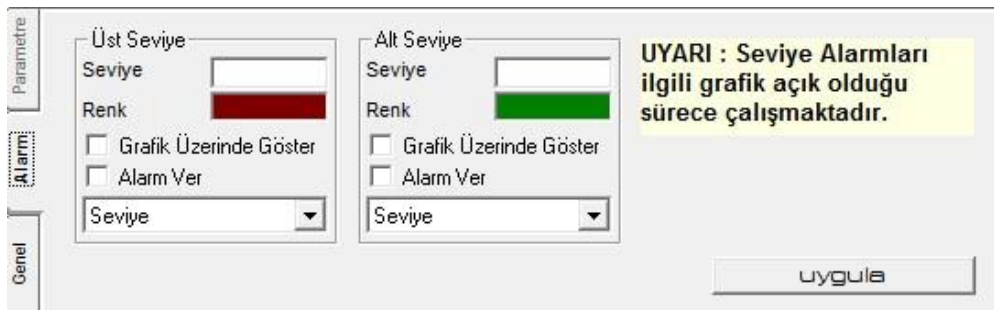 Parametre
Alarm
Genel
Üst Seviye
Seviye
Renk
Grafik Üzerinde Göster
Alarm Ver
Seviye
Alt Seviye
Seviye
Renk
Grafik Üzerinde Göster
Alarm Ver
Seviye
UYARI : Seviye Alarmları
ilgili grafik açık olduğu
sürece çalışmaktadır.
uygula